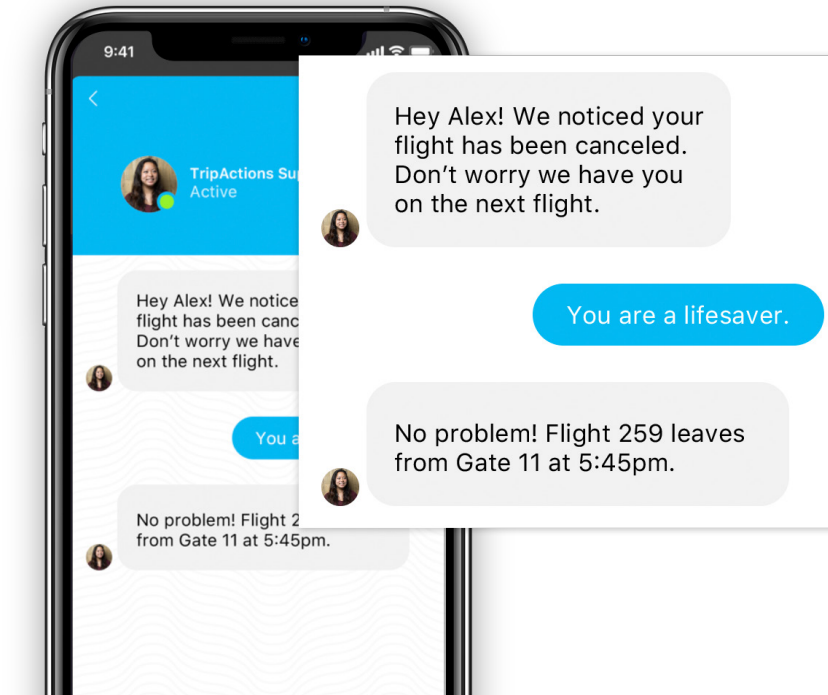 9:41
TripActions Su
Active
Hey Alex! We notice
flight has been canc
Don't worry we have
on the next flight.
You a
No problem! Flight 2
from Gate 11 at 5:45pm.
Hey Alex! We noticed your
flight has been canceled.
Don't worry we have you
on the next flight.
You are a lifesaver.
No problem! Flight 259 leaves
from Gate 11 at 5:45pm.